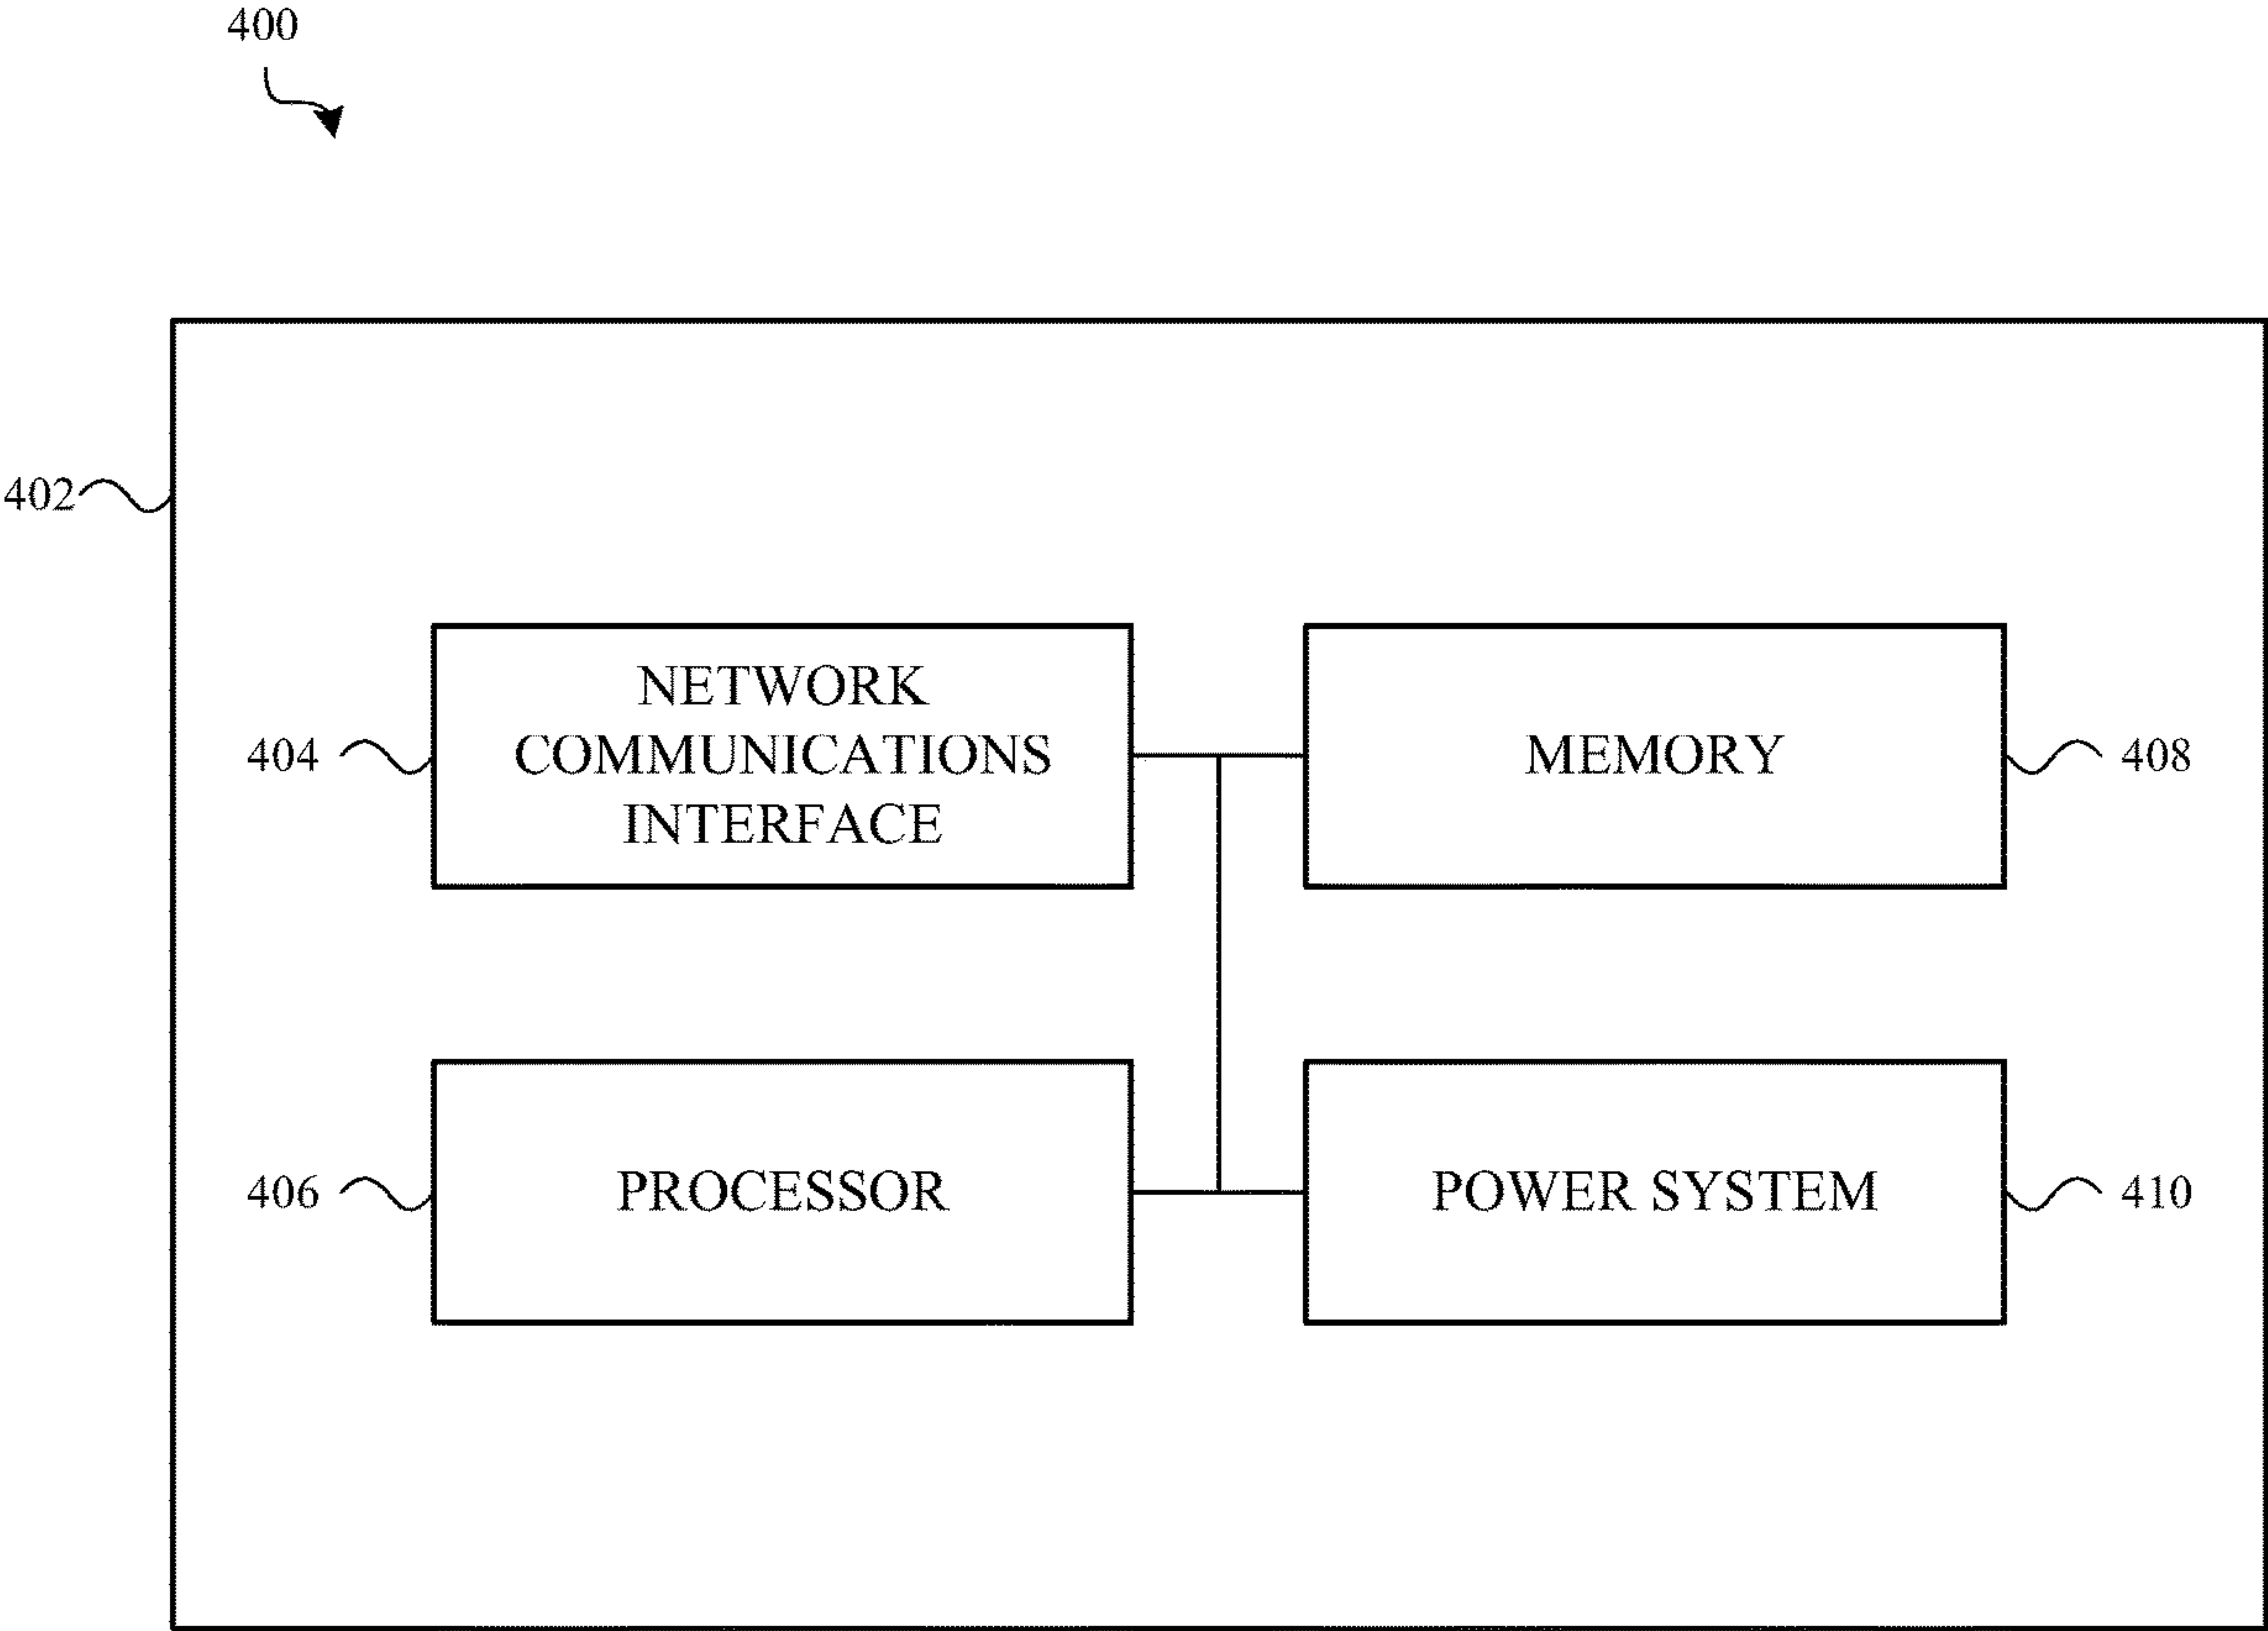 400
402
NETWORK
COMMUNICATIONS
INTERFACE
404
MEMORY
408
PROCESSOR
406
POWER SYSTEM
410